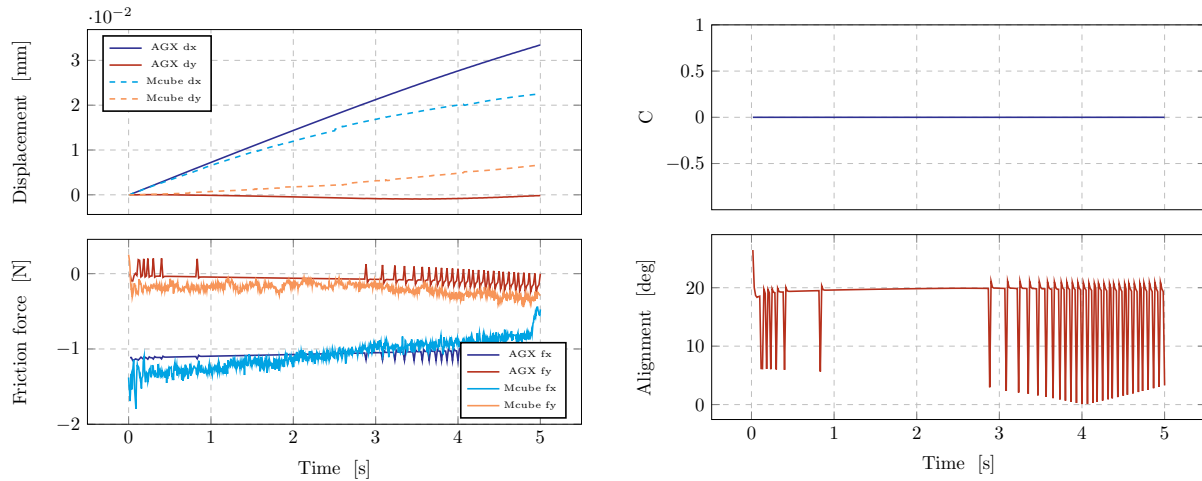 ·10⁻²
Displacement [mm]
3
2
1
0
AGX dx
AGX dy
Mcube dx
Mcube dy
C
1
0.5
0
−0.5
Friction force [N]
0
−1
−2
AGX fx
AGX fy
Mcube fx
Mcube fy
0 1 2 3 4 5
Time [s]
Alignment [deg]
20
10
0
0 1 2 3 4 5
Time [s]